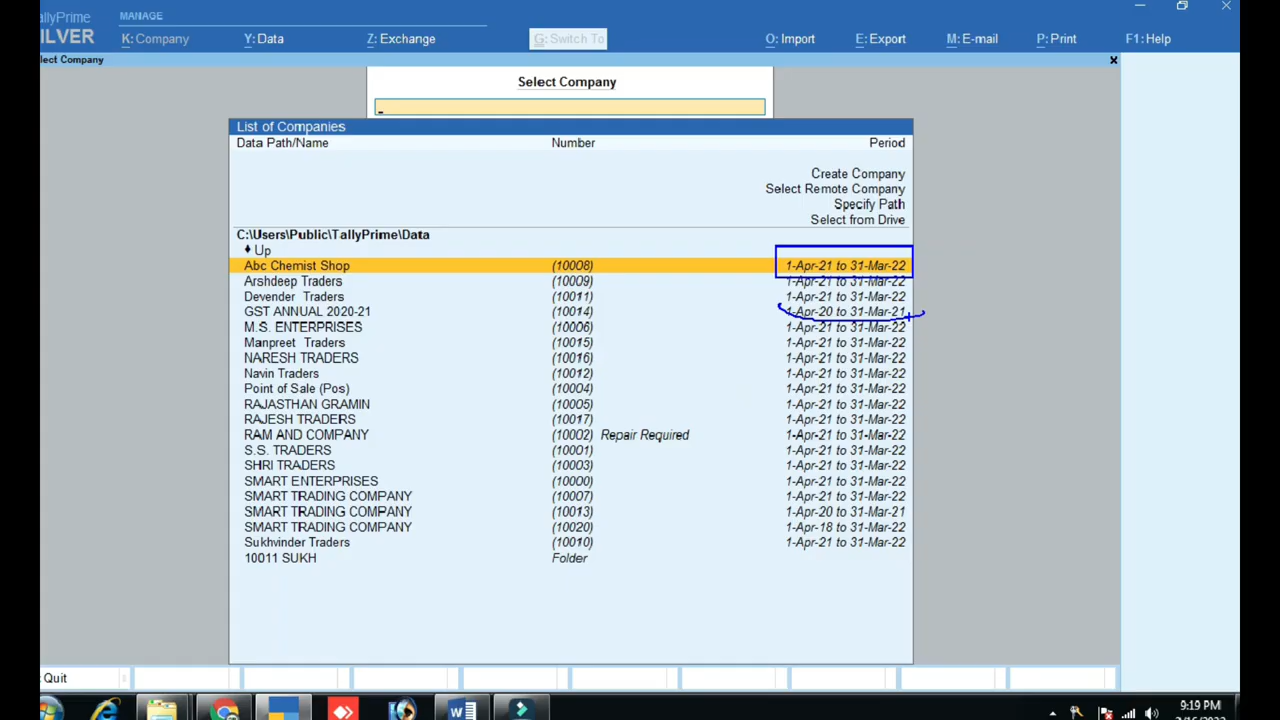 TallyPrime MANAGE
SILVER K: Company Y: Data Z: Exchange G: Switch To O: Import E: Export M: E-mail P: Print F1: Help
lect Company
Select Company
List of Companies
Data Path/Name Number Period
Create Company
Select Remote Company
Specify Path
Select from Drive
C:\Users\Public\TallyPrime\Data
Up
Abc Chemist Shop (10008) 1-Apr-21 to 31-Mar-22
Arshdeep Traders (10009) 1-Apr-21 to 31-Mar-22
Devender Traders (10011) 1-Apr-21 to 31-Mar-22
GST ANNUAL 2020-21 (10014) 1-Apr-20 to 31-Mar-21
M.S. ENTERPRISES (10006) 1-Apr-21 to 31-Mar-22
Manpreet Traders (10015) 1-Apr-21 to 31-Mar-22
NARESH TRADERS (10016) 1-Apr-21 to 31-Mar-22
Navin Traders (10012) 1-Apr-21 to 31-Mar-22
Point of Sale (Pos) (10004) 1-Apr-21 to 31-Mar-22
RAJASTHAN GRAMIN (10005) 1-Apr-21 to 31-Mar-22
RAJESH TRADERS (10017) 1-Apr-21 to 31-Mar-22
RAM AND COMPANY (10002) Repair Required 1-Apr-21 to 31-Mar-22
S.S. TRADERS (10001) 1-Apr-21 to 31-Mar-22
SHRI TRADERS (10003) 1-Apr-21 to 31-Mar-22
SMART ENTERPRISES (10000) 1-Apr-21 to 31-Mar-22
SMART TRADING COMPANY (10007) 1-Apr-21 to 31-Mar-22
SMART TRADING COMPANY (10013) 1-Apr-20 to 31-Mar-21
SMART TRADING COMPANY (10020) 1-Apr-18 to 31-Mar-22
Sukhvinder Traders (10010) 1-Apr-21 to 31-Mar-22
10011 SUKH Folder
: Quit
9:19 PM